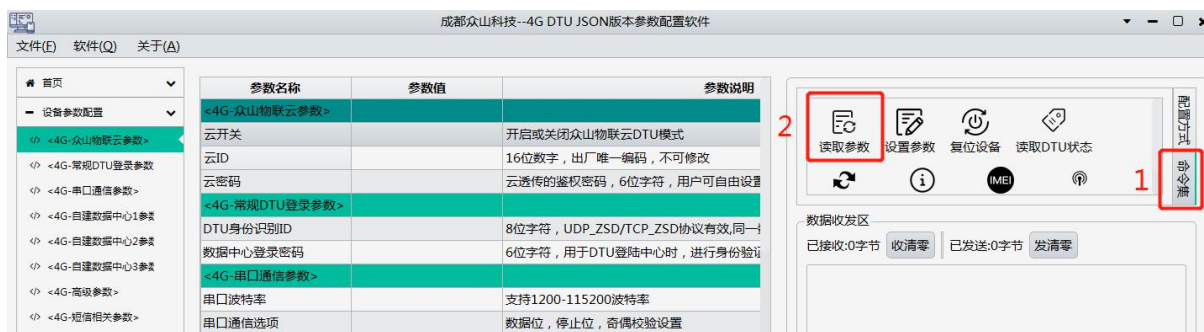 成都众山科技--4G DTU JSON版本参数配置软件
文件(F) 软件(Q) 关于(A)
首页
设备参数配置
<4G-众山物联云参数>
<4G-常规DTU登录参数
<4G-串口通信参数>
<4G-自建数据中心1参数
<4G-自建数据中心2参数
<4G-自建数据中心3参数
<4G-高级参数>
<4G-短信相关参数>
参数名称 参数值 参数说明
<4G-众山物联云参数>
云开关 开启或关闭众山物联云DTU模式
云ID 16位数字，出厂唯一编码，不可修改
云密码 云透传的鉴权密码，6位字符，用户可自由设置
<4G-常规DTU登录参数>
DTU身份识别ID 8位字符，UDP_ZSD/TCP_ZSD协议有效,同一
数据中心登录密码 6位字符，用于DTU登陆中心时，进行身份验证
<4G-串口通信参数>
串口波特率 支持1200-115200波特率
串口通信选项 数据位，停止位，奇偶校验设置
2
读取参数 设置参数 复位设备 读取DTU状态
IMEI
配置方式
1
命令集
数据收发区
已接收:0字节 收清零 已发送:0字节 发清零